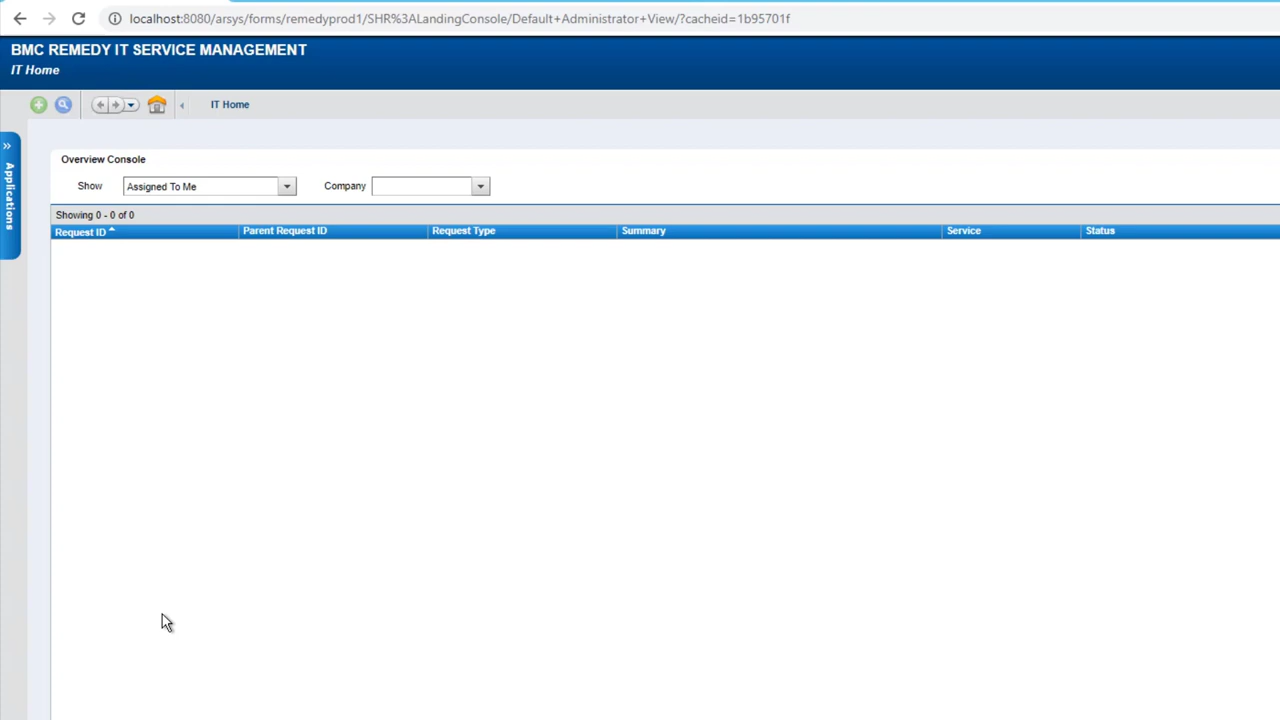 localhost:8080/arsys/forms/remedyprod1/SHR%3ALandingConsole/Default+Administrator+View/?cacheid=1b95701f
BMC REMEDY IT SERVICE MANAGEMENT
IT Home
IT Home
Applications
Overview Console
Show Assigned To Me Company
Showing 0 - 0 of 0
Request ID Parent Request ID Request Type Summary Service Status